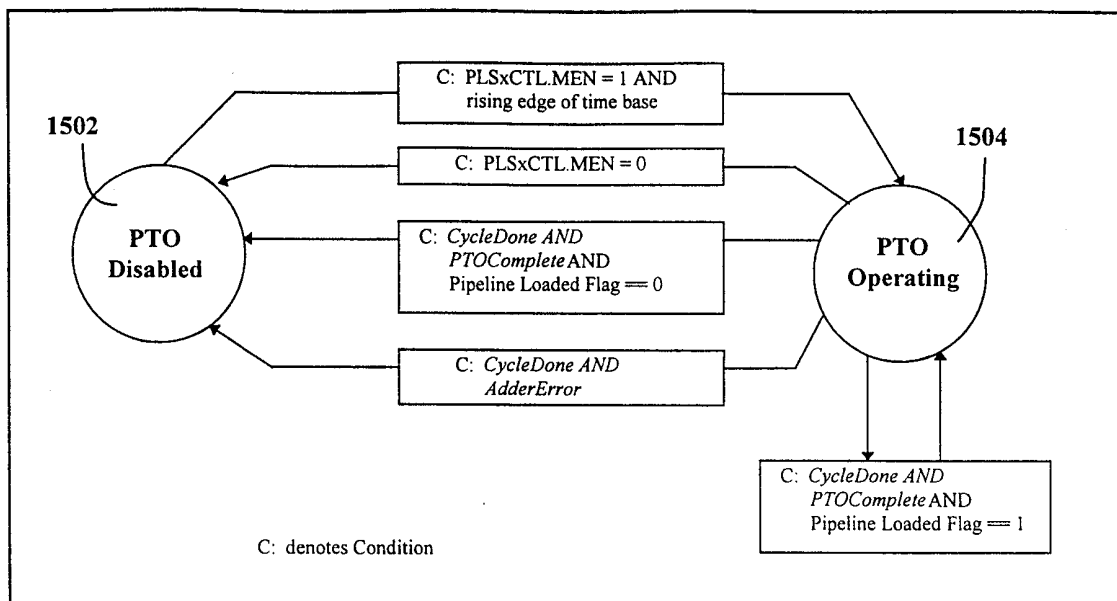 C: PLSxCTL.MEN = 1 AND
rising edge of time base
1502
1504
C: PLSxCTL.MEN = 0
PTO
Disabled
C: CycleDone AND
PTOComplete AND
Pipeline Loaded Flag == 0
PTO
Operating
C: CycleDone AND
AdderError
C: CycleDone AND
PTOComplete AND
Pipeline Loaded Flag == 1
C: denotes Condition